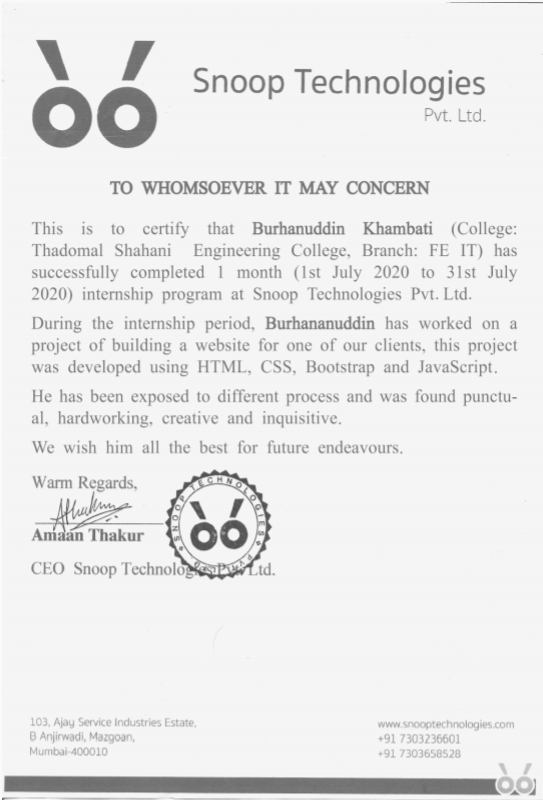 Snoop Technologies
Pvt. Ltd.
TO WHOMSOEVER IT MAY CONCERN
This is to certify that Burhanuddin Khambati (College:
Thadomal Shahani Engineering College, Branch: FE IT) has
successfully completed 1 month (1st July 2020 to 31st July
2020) internship program at Snoop Technologies Pvt. Ltd.
During the internship period, Burhananuddin has worked on a
project of building a website for one of our clients, this project
was developed using HTML, CSS, Bootstrap and JavaScript.
He has been exposed to different process and was found punctu-
al, hardworking, creative and inquisitive.
We wish him all the best for future endeavours.
Warm Regards,
AThakur
SNOOP TECHNOLOGIES
Amaan Thakur
CEO Snoop Technologies Pvt. Ltd.
103, Ajay Service Industries Estate,
B Anjirwadi, Mazgoan,
Mumbai-400010
www.snooptechnologies.com
+91 7303236601
+91 7303658528